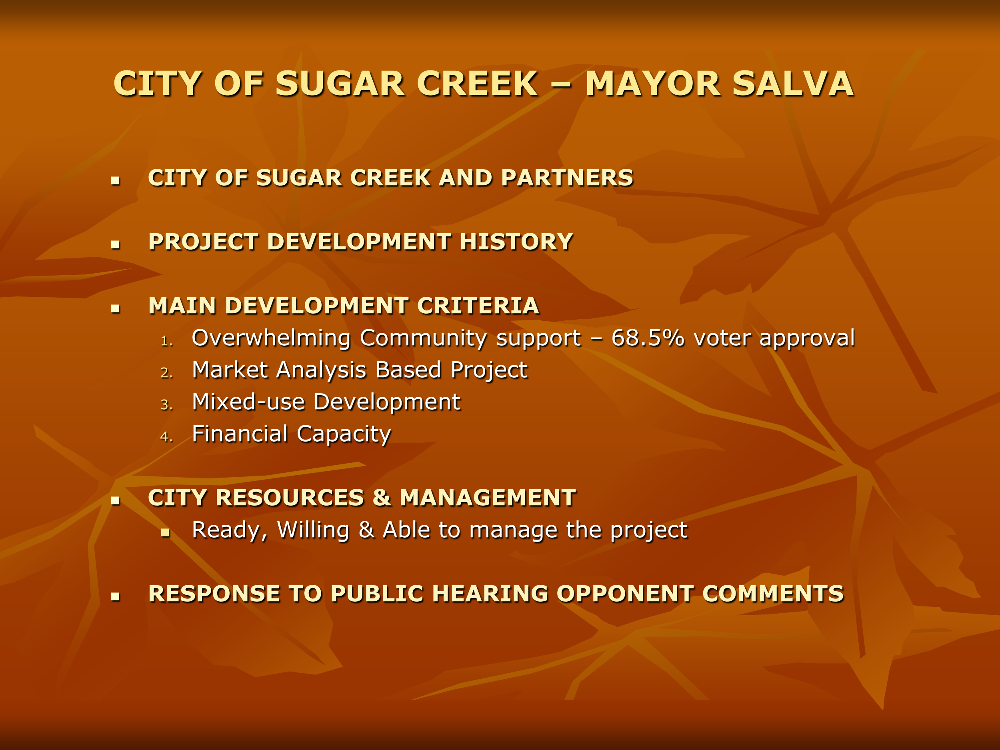 CITY OF SUGAR CREEK – MAYOR SALVA
▪ CITY OF SUGAR CREEK AND PARTNERS
▪ PROJECT DEVELOPMENT HISTORY
▪ MAIN DEVELOPMENT CRITERIA
1. Overwhelming Community support – 68.5% voter approval
2. Market Analysis Based Project
3. Mixed-use Development
4. Financial Capacity
▪ CITY RESOURCES & MANAGEMENT
▪ Ready, Willing & Able to manage the project
▪ RESPONSE TO PUBLIC HEARING OPPONENT COMMENTS